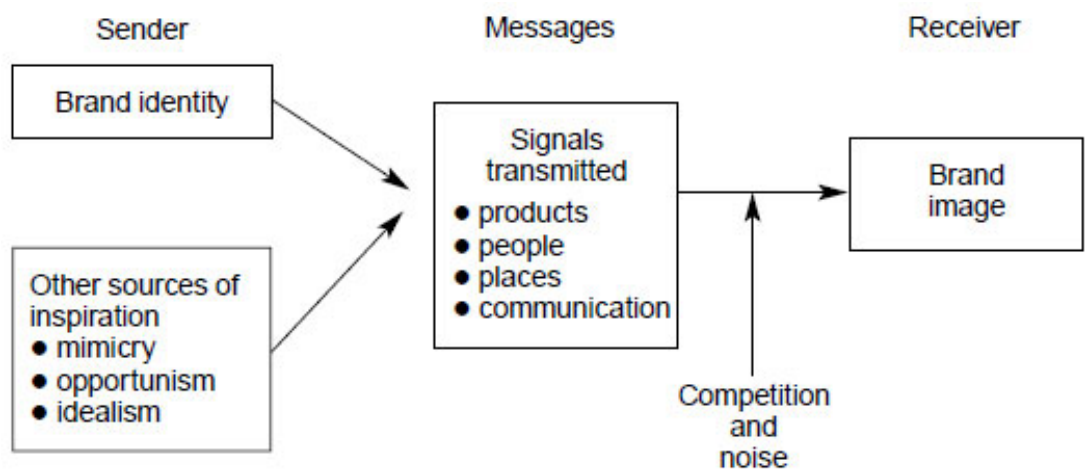 Sender
Messages
Receiver
Brand identity
Other sources of
inspiration
● mimicry
● opportunism
● idealism
Signals
transmitted
● products
● people
● places
● communication
Competition
and
noise
Brand
image